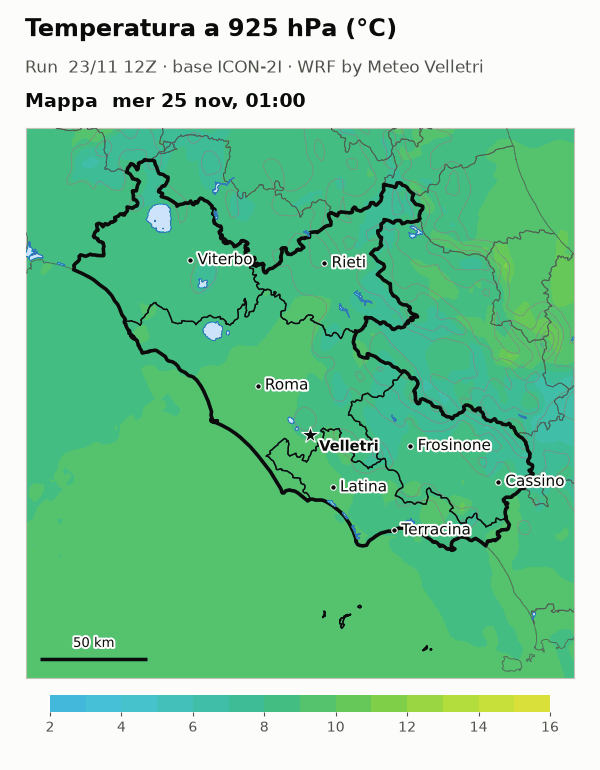 Temperatura a 925 hPa (°C)
Run  23/11 12Z · base ICON-2I · WRF by Meteo Velletri
Mappa  mer 25 nov, 01:00
Viterbo
Rieti
Roma
Velletri
Frosinone
Cassino
Latina
Terracina
50 km
2 4 6 8 10 12 14 16